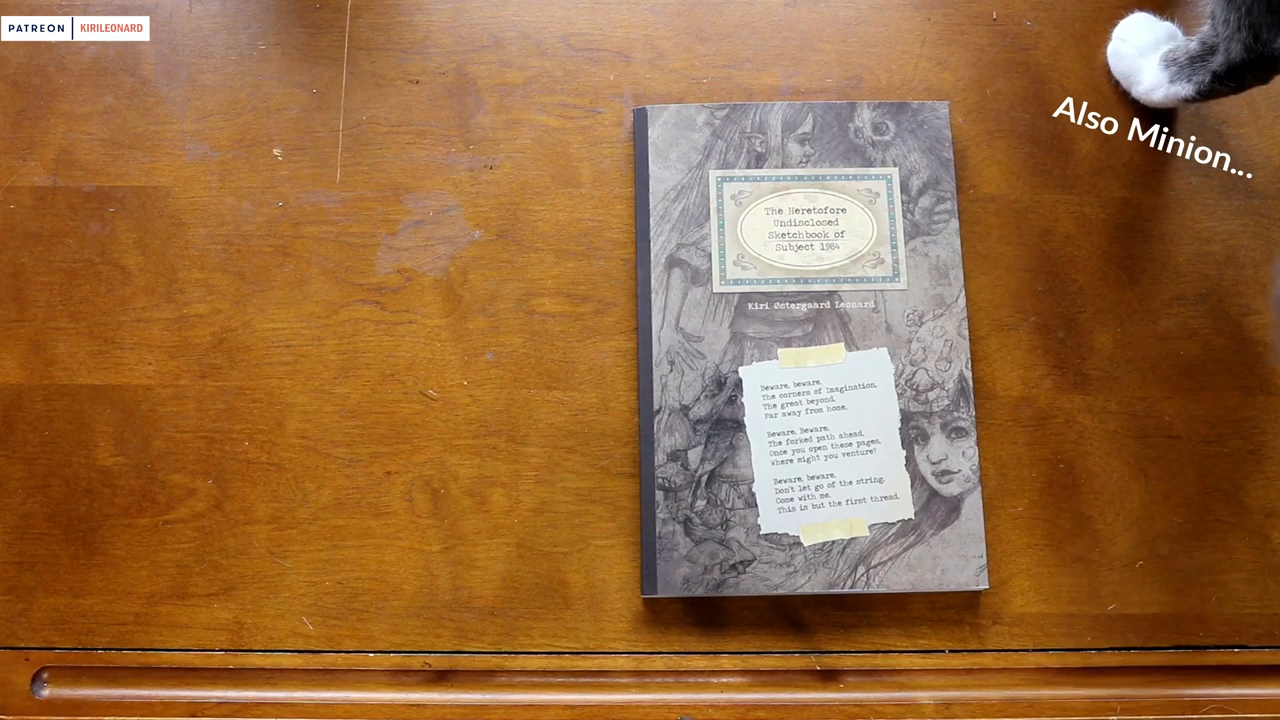 PATREON | KIRILEONARD
Also Minion...
The Heretofore
Undisclosed
Sketchbook of
Subject 1984
Kiri Østergaard Leonard
Beware, beware,
The corners of Imagination,
The great beyond,
Far away from home,
Beware, Beware,
The forked path ahead,
Once you open these pages,
Where might you venture?
Beware, beware,
Don't let go of the string,
Come with me,
This is but the first thread.